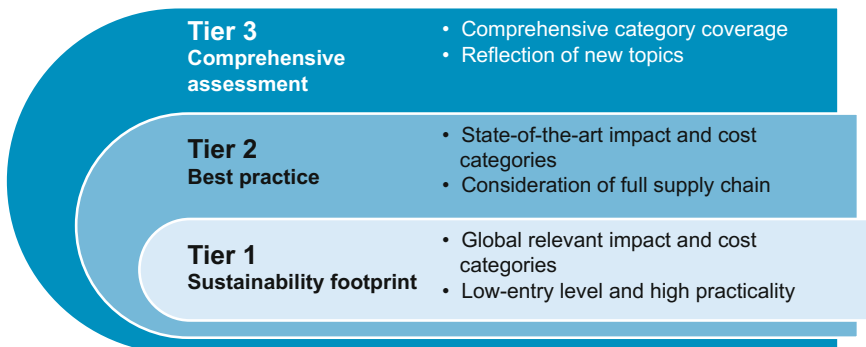 Tier 3
Comprehensive
assessment
• Comprehensive category coverage
• Reflection of new topics
Tier 2
Best practice
• State-of-the-art impact and cost
categories
• Consideration of full supply chain
Tier 1
Sustainability footprint
• Global relevant impact and cost
categories
• Low-entry level and high practicality